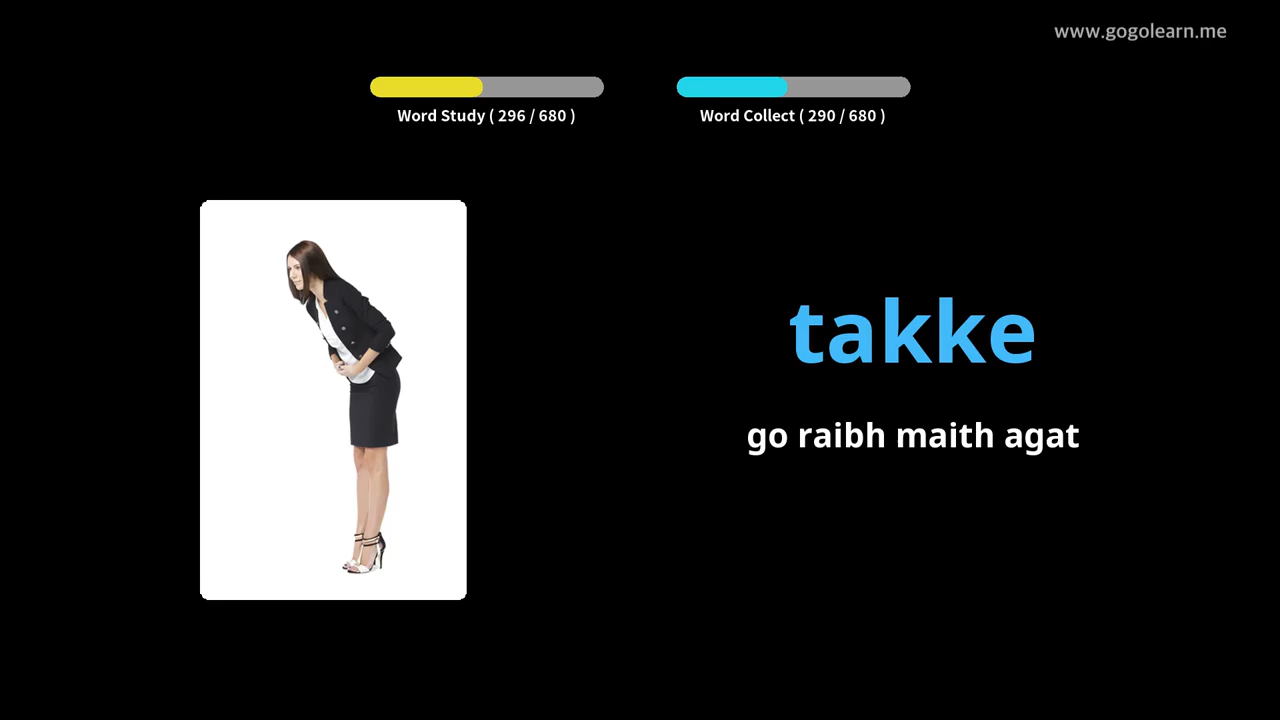 www.gogolearn.me
Word Study ( 296 / 680 )
Word Collect ( 290 / 680 )
takke
go raibh maith agat